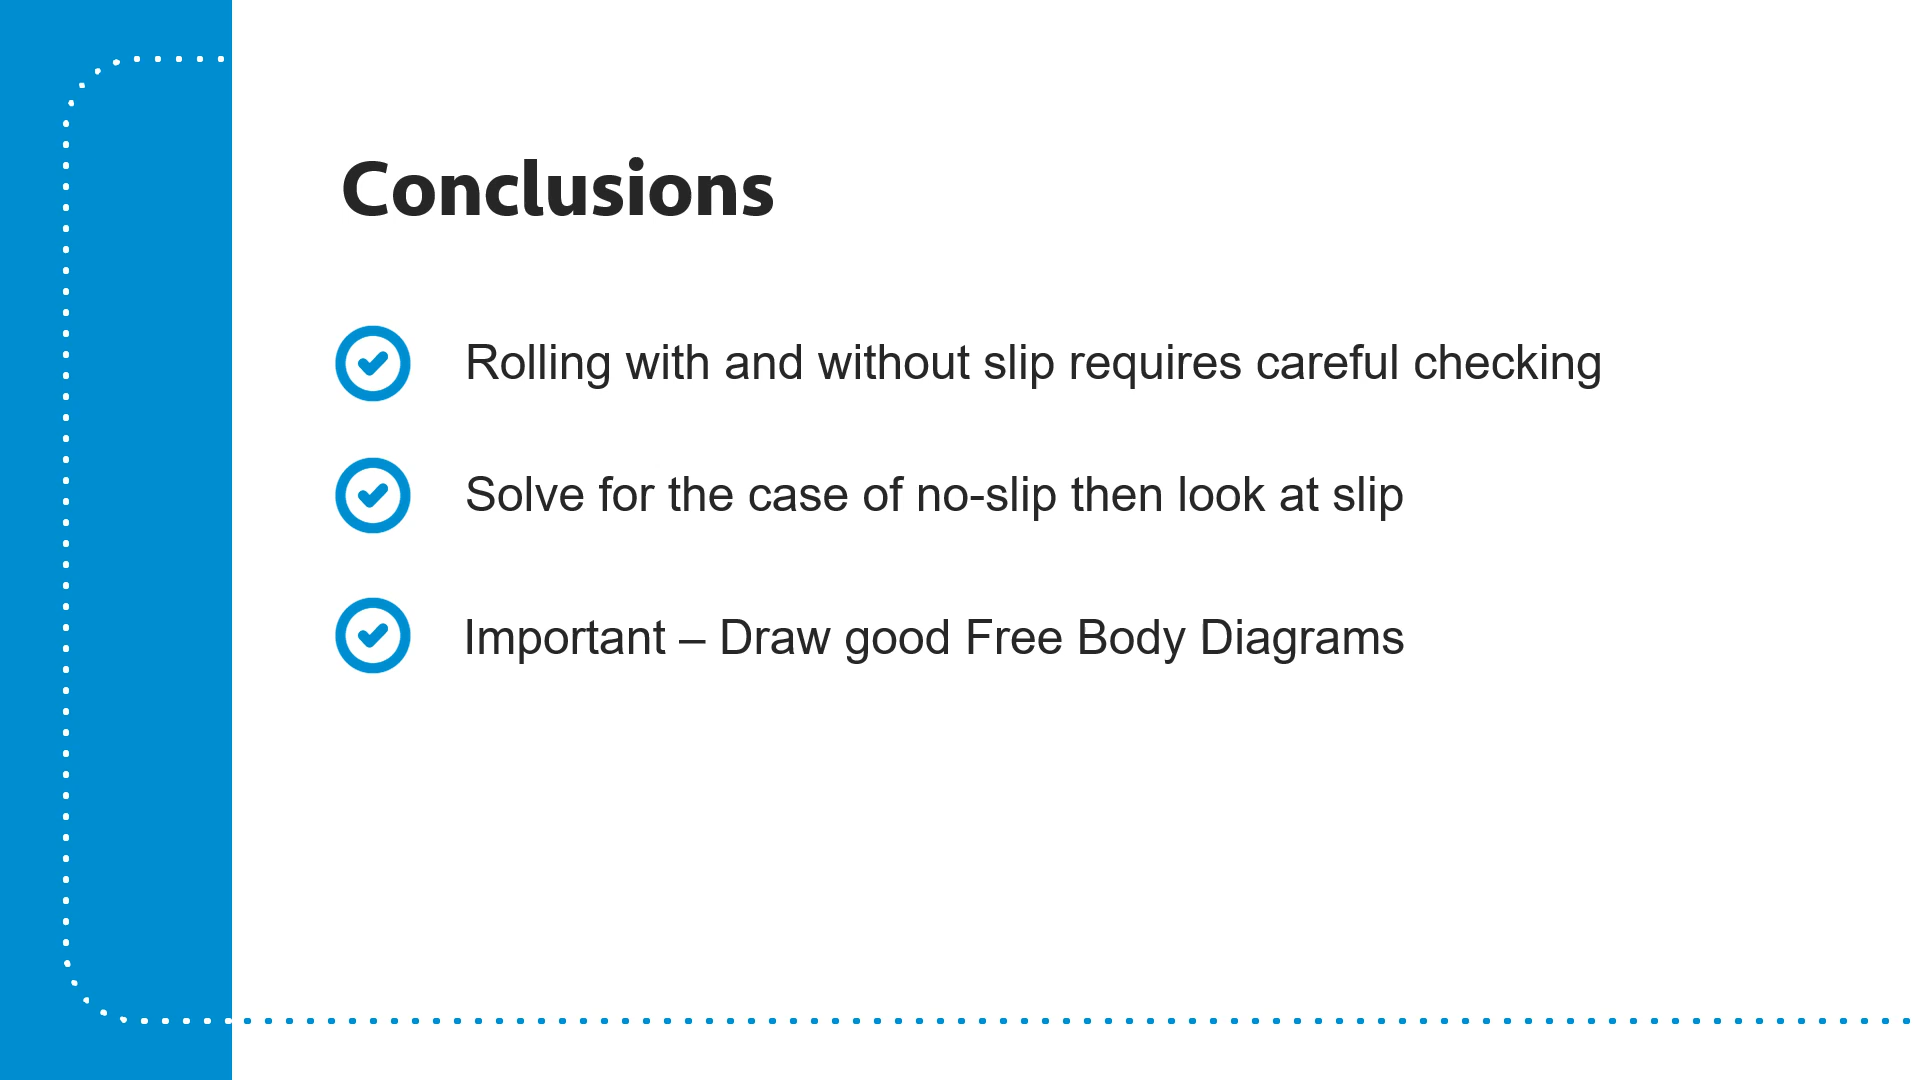 Conclusions
Rolling with and without slip requires careful checking
Solve for the case of no-slip then look at slip
Important – Draw good Free Body Diagrams